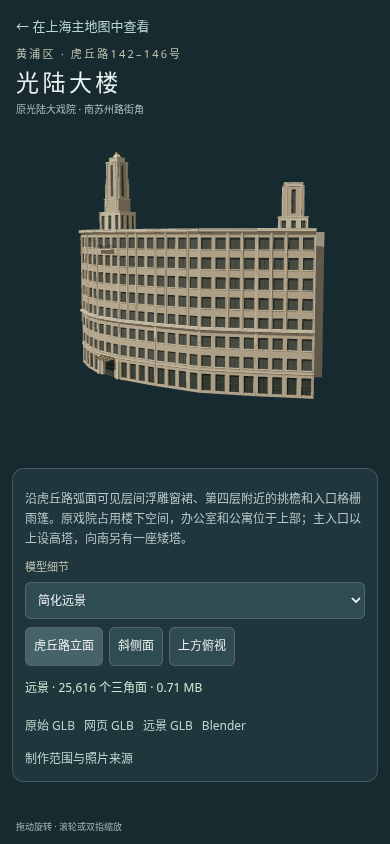 ← 在上海主地图中查看
黄浦区 · 虎丘路142–146号
光陆大楼
原光陆大戏院 · 南苏州路街角
沿虎丘路弧面可见层间浮雕窗裙、第四层附近的挑檐和入口格栅
雨篷。原戏院占用楼下空间，办公室和公寓位于上部；主入口以
上设高塔，向南另有一座矮塔。
模型细节
简化远景
虎丘路立面 斜侧面 上方俯视
远景 · 25,616 个三角面 · 0.71 MB
原始 GLB 网页 GLB 远景 GLB Blender
制作范围与照片来源
拖动旋转 · 滚轮或双指缩放